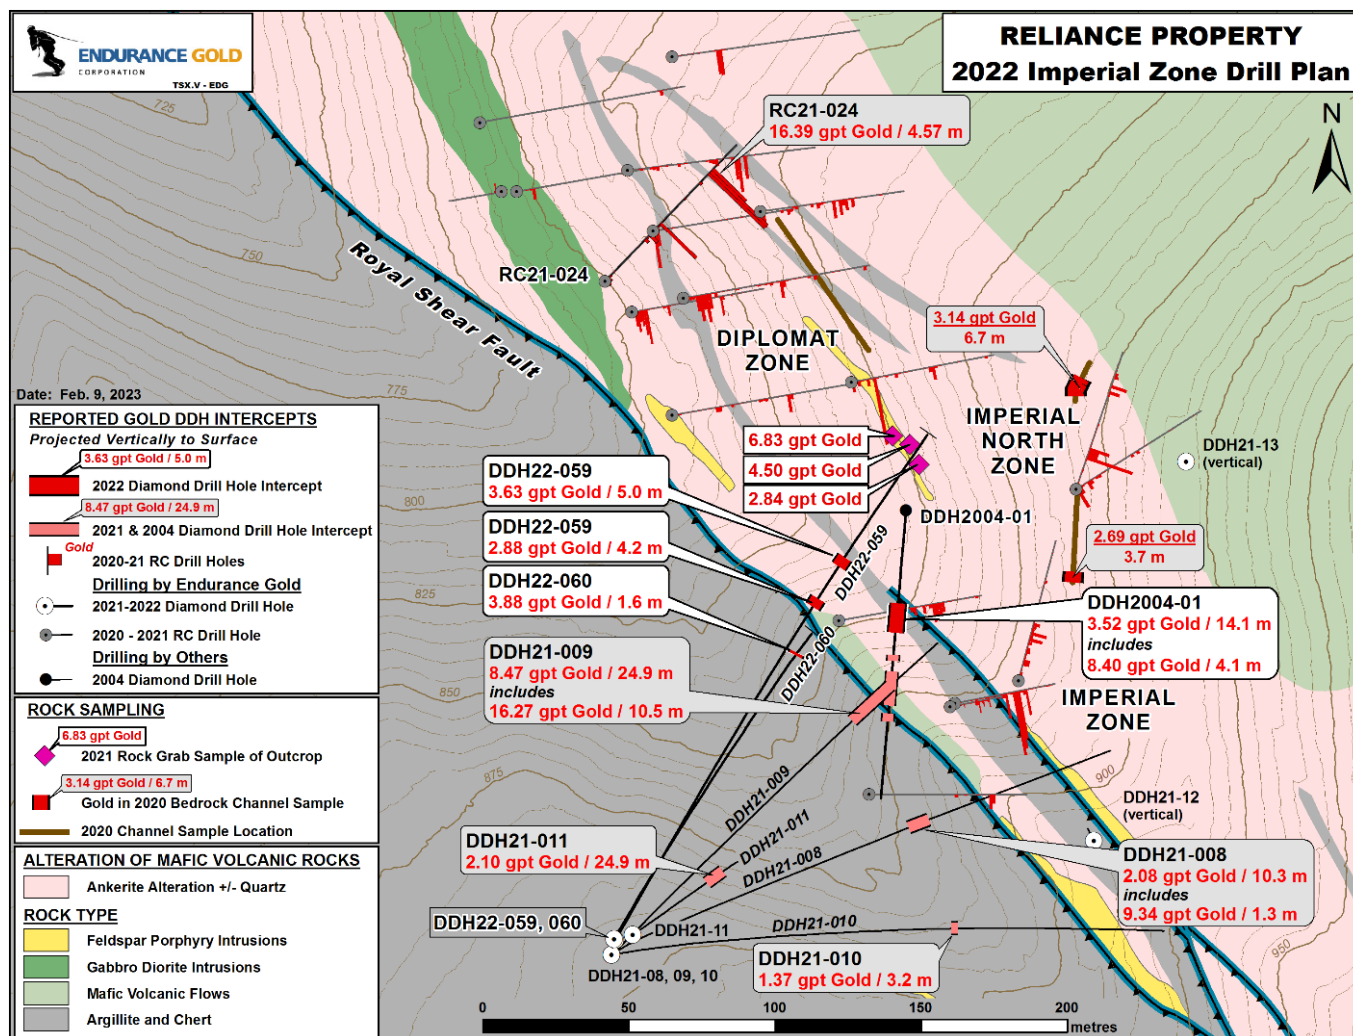 ENDURANCE GOLD
CORPORATION
TSX.V - EDG
RELIANCE PROPERTY
2022 Imperial Zone Drill Plan
N
725
750
775
800
825
850
875
900
950
Royal Shear Fault
RC21-024
16.39 gpt Gold / 4.57 m
RC21-024
DIPLOMAT
ZONE
3.14 gpt Gold
6.7 m
IMPERIAL
NORTH
ZONE
DDH21-13
(vertical)
6.83 gpt Gold
4.50 gpt Gold
2.84 gpt Gold
DDH2004-01
2.69 gpt Gold
3.7 m
DDH22-059
3.63 gpt Gold / 5.0 m
DDH22-059
2.88 gpt Gold / 4.2 m
DDH22-060
3.88 gpt Gold / 1.6 m
DDH22-059
DDH22-060
DDH21-009
8.47 gpt Gold / 24.9 m
includes
16.27 gpt Gold / 10.5 m
DDH2004-01
3.52 gpt Gold / 14.1 m
includes
8.40 gpt Gold / 4.1 m
IMPERIAL
ZONE
DDH21-009
DDH21-011
DDH21-008
DDH21-010
DDH21-12
(vertical)
DDH21-011
2.10 gpt Gold / 24.9 m
DDH21-008
2.08 gpt Gold / 10.3 m
includes
9.34 gpt Gold / 1.3 m
DDH22-059, 060
DDH21-11
DDH21-08, 09, 10
DDH21-010
1.37 gpt Gold / 3.2 m
0 50 100 150 200
metres
Date: Feb. 9, 2023
REPORTED GOLD DDH INTERCEPTS
Projected Vertically to Surface
3.63 gpt Gold / 5.0 m
2022 Diamond Drill Hole Intercept
8.47 gpt Gold / 24.9 m
2021 & 2004 Diamond Drill Hole Intercept
Gold
2020-21 RC Drill Holes
Drilling by Endurance Gold
2021-2022 Diamond Drill Hole
2020 - 2021 RC Drill Hole
Drilling by Others
2004 Diamond Drill Hole
ROCK SAMPLING
6.83 gpt Gold
2021 Rock Grab Sample of Outcrop
3.14 gpt Gold / 6.7 m
Gold in 2020 Bedrock Channel Sample
2020 Channel Sample Location
ALTERATION OF MAFIC VOLCANIC ROCKS
Ankerite Alteration +/- Quartz
ROCK TYPE
Feldspar Porphyry Intrusions
Gabbro Diorite Intrusions
Mafic Volcanic Flows
Argillite and Chert